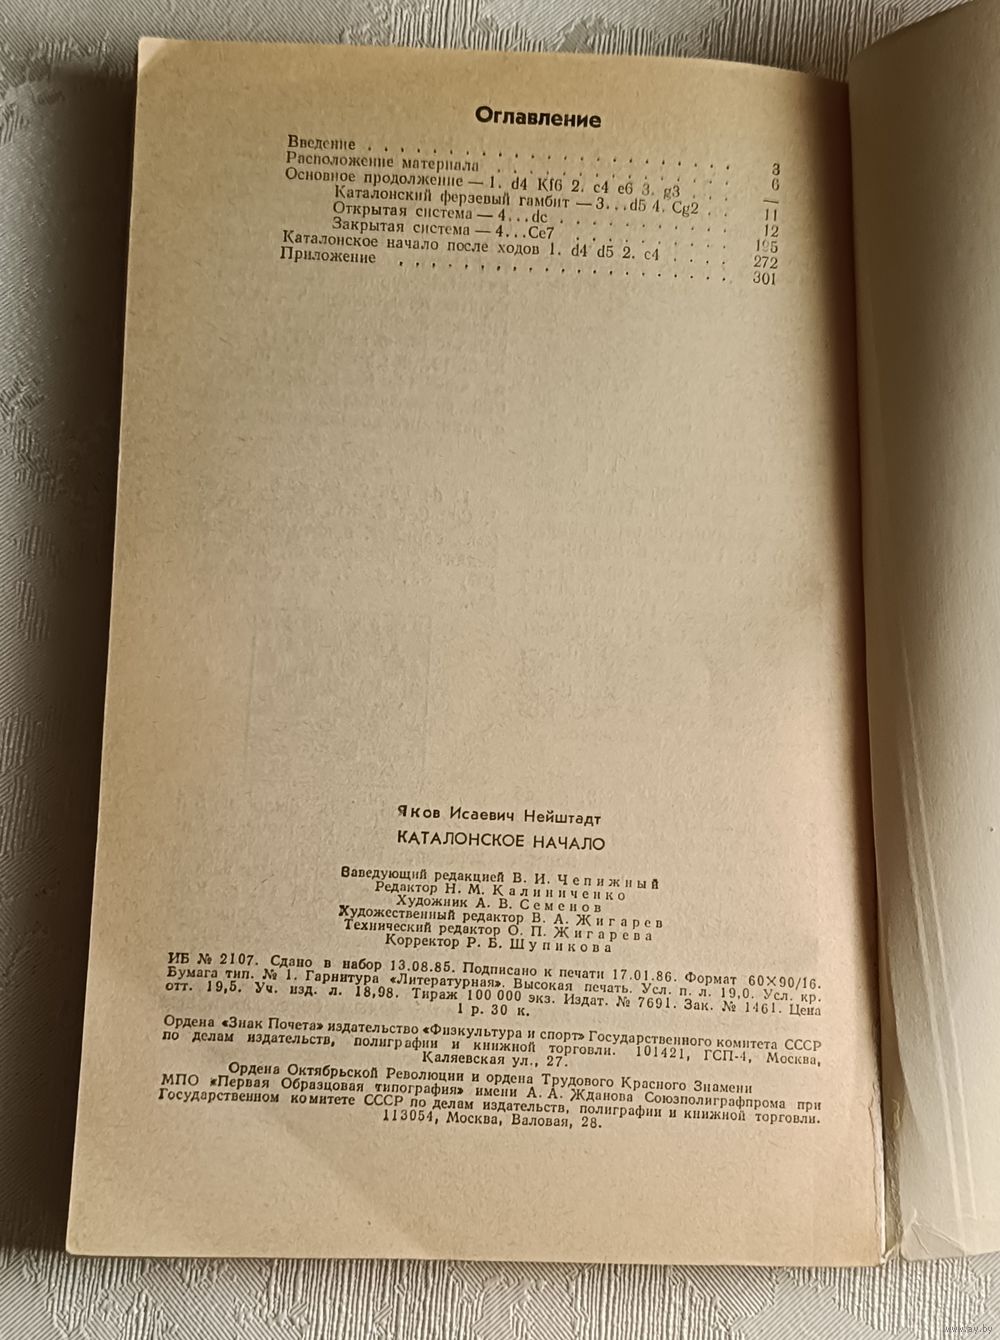 Оглавление
Введение . . . . . . . . . . . . . . . . . . . . . 3
Расположение материала . . . . . . . . . . . . . . 6
Основное продолжение — 1. d4 Kf6 2. c4 e6 3. g3 . . . —
Каталонский ферзевый гамбит — 3...d5 4. Cg2 . . 11
Открытая система — 4...dc . . . . . . . . . . . 12
Закрытая система — 4...Ce7 . . . . . . . . . . 195
Каталонское начало после ходов 1. d4 d5 2. c4 . . . . 272
Приложение . . . . . . . . . . . . . . . . . . . . 301
Яков Исаевич Нейштадт
КАТАЛОНСКОЕ НАЧАЛО
Заведующий редакцией В. И. Чепижный
Редактор Н. М. Калиниченко
Художник А. В. Семенов
Художественный редактор В. А. Жигарев
Технический редактор О. П. Жигарева
Корректор Р. Б. Шупикова
ИБ № 2107. Сдано в набор 13.08.85. Подписано к печати 17.01.86. Формат 60×90/16.
Бумага тип. № 1. Гарнитура «Литературная». Высокая печать. Усл. п. л. 19,0. Усл. кр.
отт. 19,5. Уч. изд. л. 18,98. Тираж 100 000 экз. Издат. № 7691. Зак. № 1461. Цена
1 р. 30 к.
Ордена «Знак Почета» издательство «Физкультура и спорт» Государственного комитета СССР
по делам издательств, полиграфии и книжной торговли. 101421, ГСП-4, Москва,
Каляевская ул., 27.
Ордена Октябрьской Революции и ордена Трудового Красного Знамени
МПО «Первая Образцовая типография» имени А. А. Жданова Союзполиграфпрома при
Государственном комитете СССР по делам издательств, полиграфии и книжной торговли.
113054, Москва, Валовая, 28.
www.ay.by